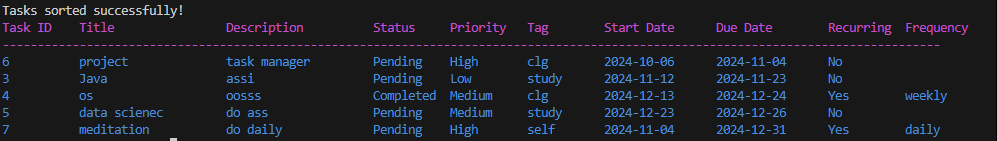 Tasks sorted successfully!
Task ID Title Description Status Priority Tag Start Date Due Date Recurring Frequency
--------------------------------------------------------------------------------------------------------------------------------------
6 project task manager Pending High clg 2024-10-06 2024-11-04 No
3 Java assi Pending Low study 2024-11-12 2024-11-23 No
4 os oosss Completed Medium clg 2024-12-13 2024-12-24 Yes weekly
5 data scienec do ass Pending Medium study 2024-12-23 2024-12-26 No
7 meditation do daily Pending High self 2024-11-04 2024-12-31 Yes daily